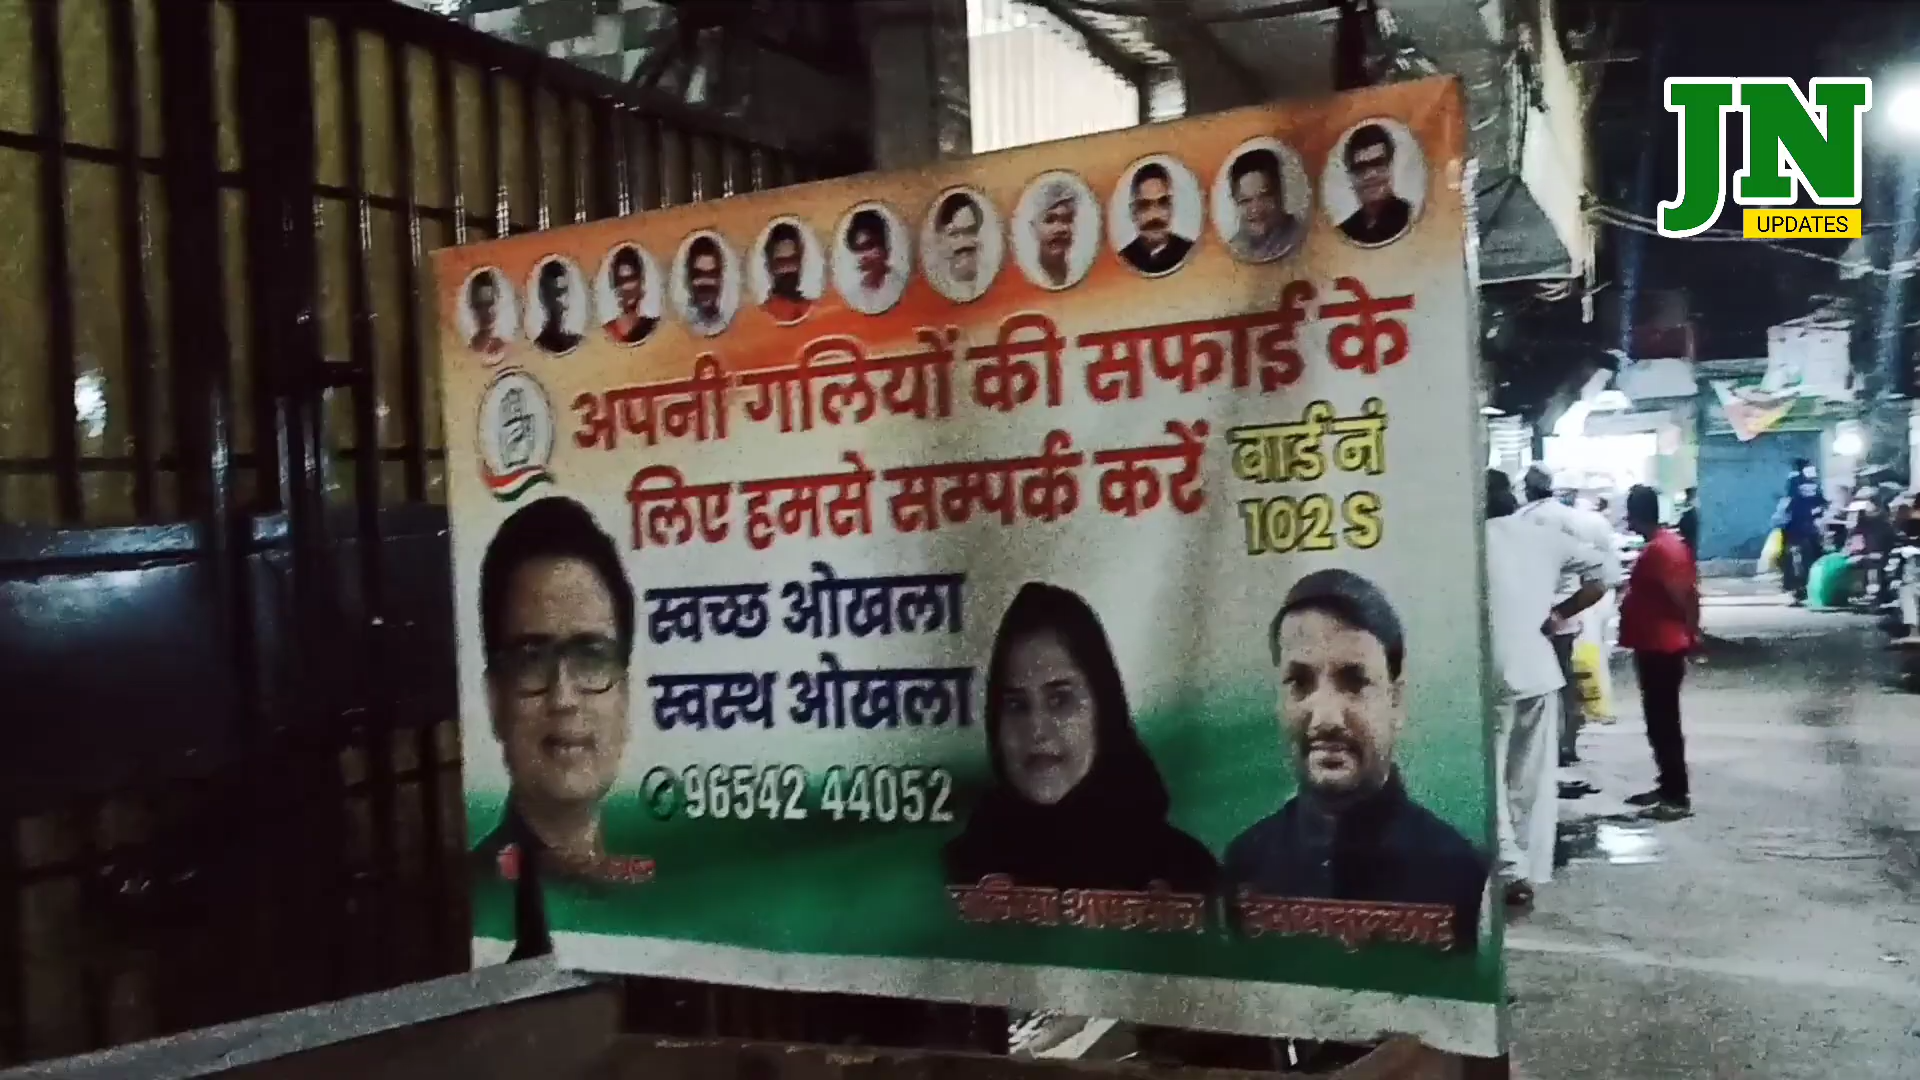 JN
UPDATES
अपनी गलियों की सफाई के
लिए हमसे सम्पर्क करें
वार्ड नं
102 S
स्वच्छ ओखला
स्वस्थ ओखला
96542 44052